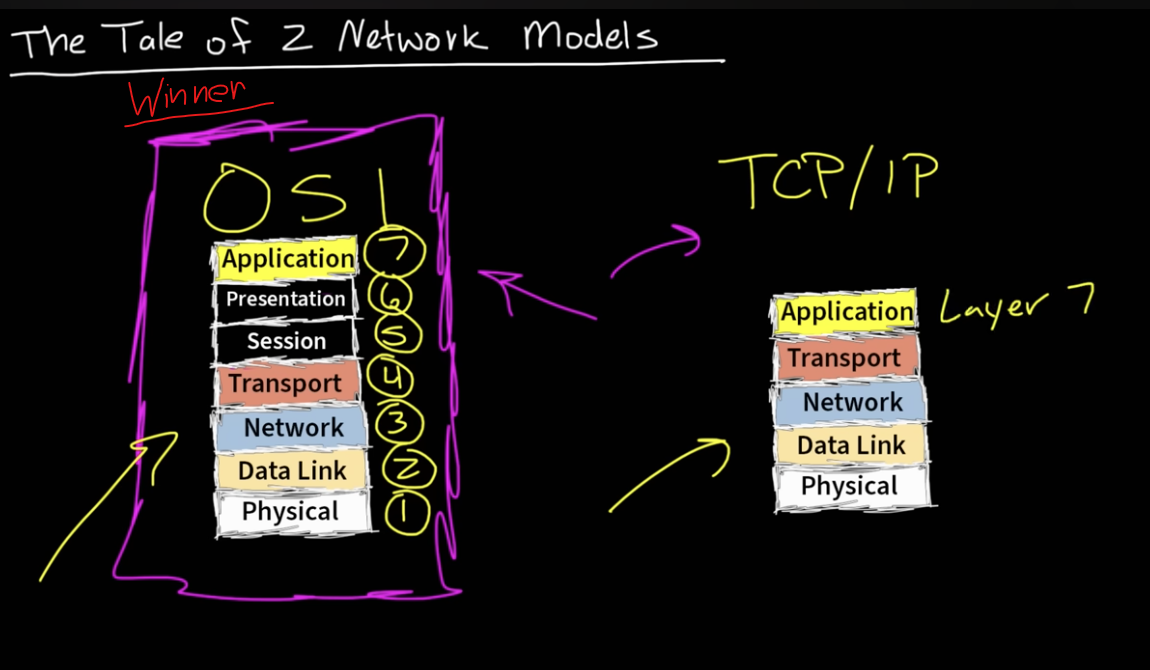 The Tale of 2 Network Models
Winner
OSI
Application 7
Presentation 6
Session 5
Transport 4
Network 3
Data Link 2
Physical 1
TCP/IP
Application Layer 7
Transport
Network
Data Link
Physical